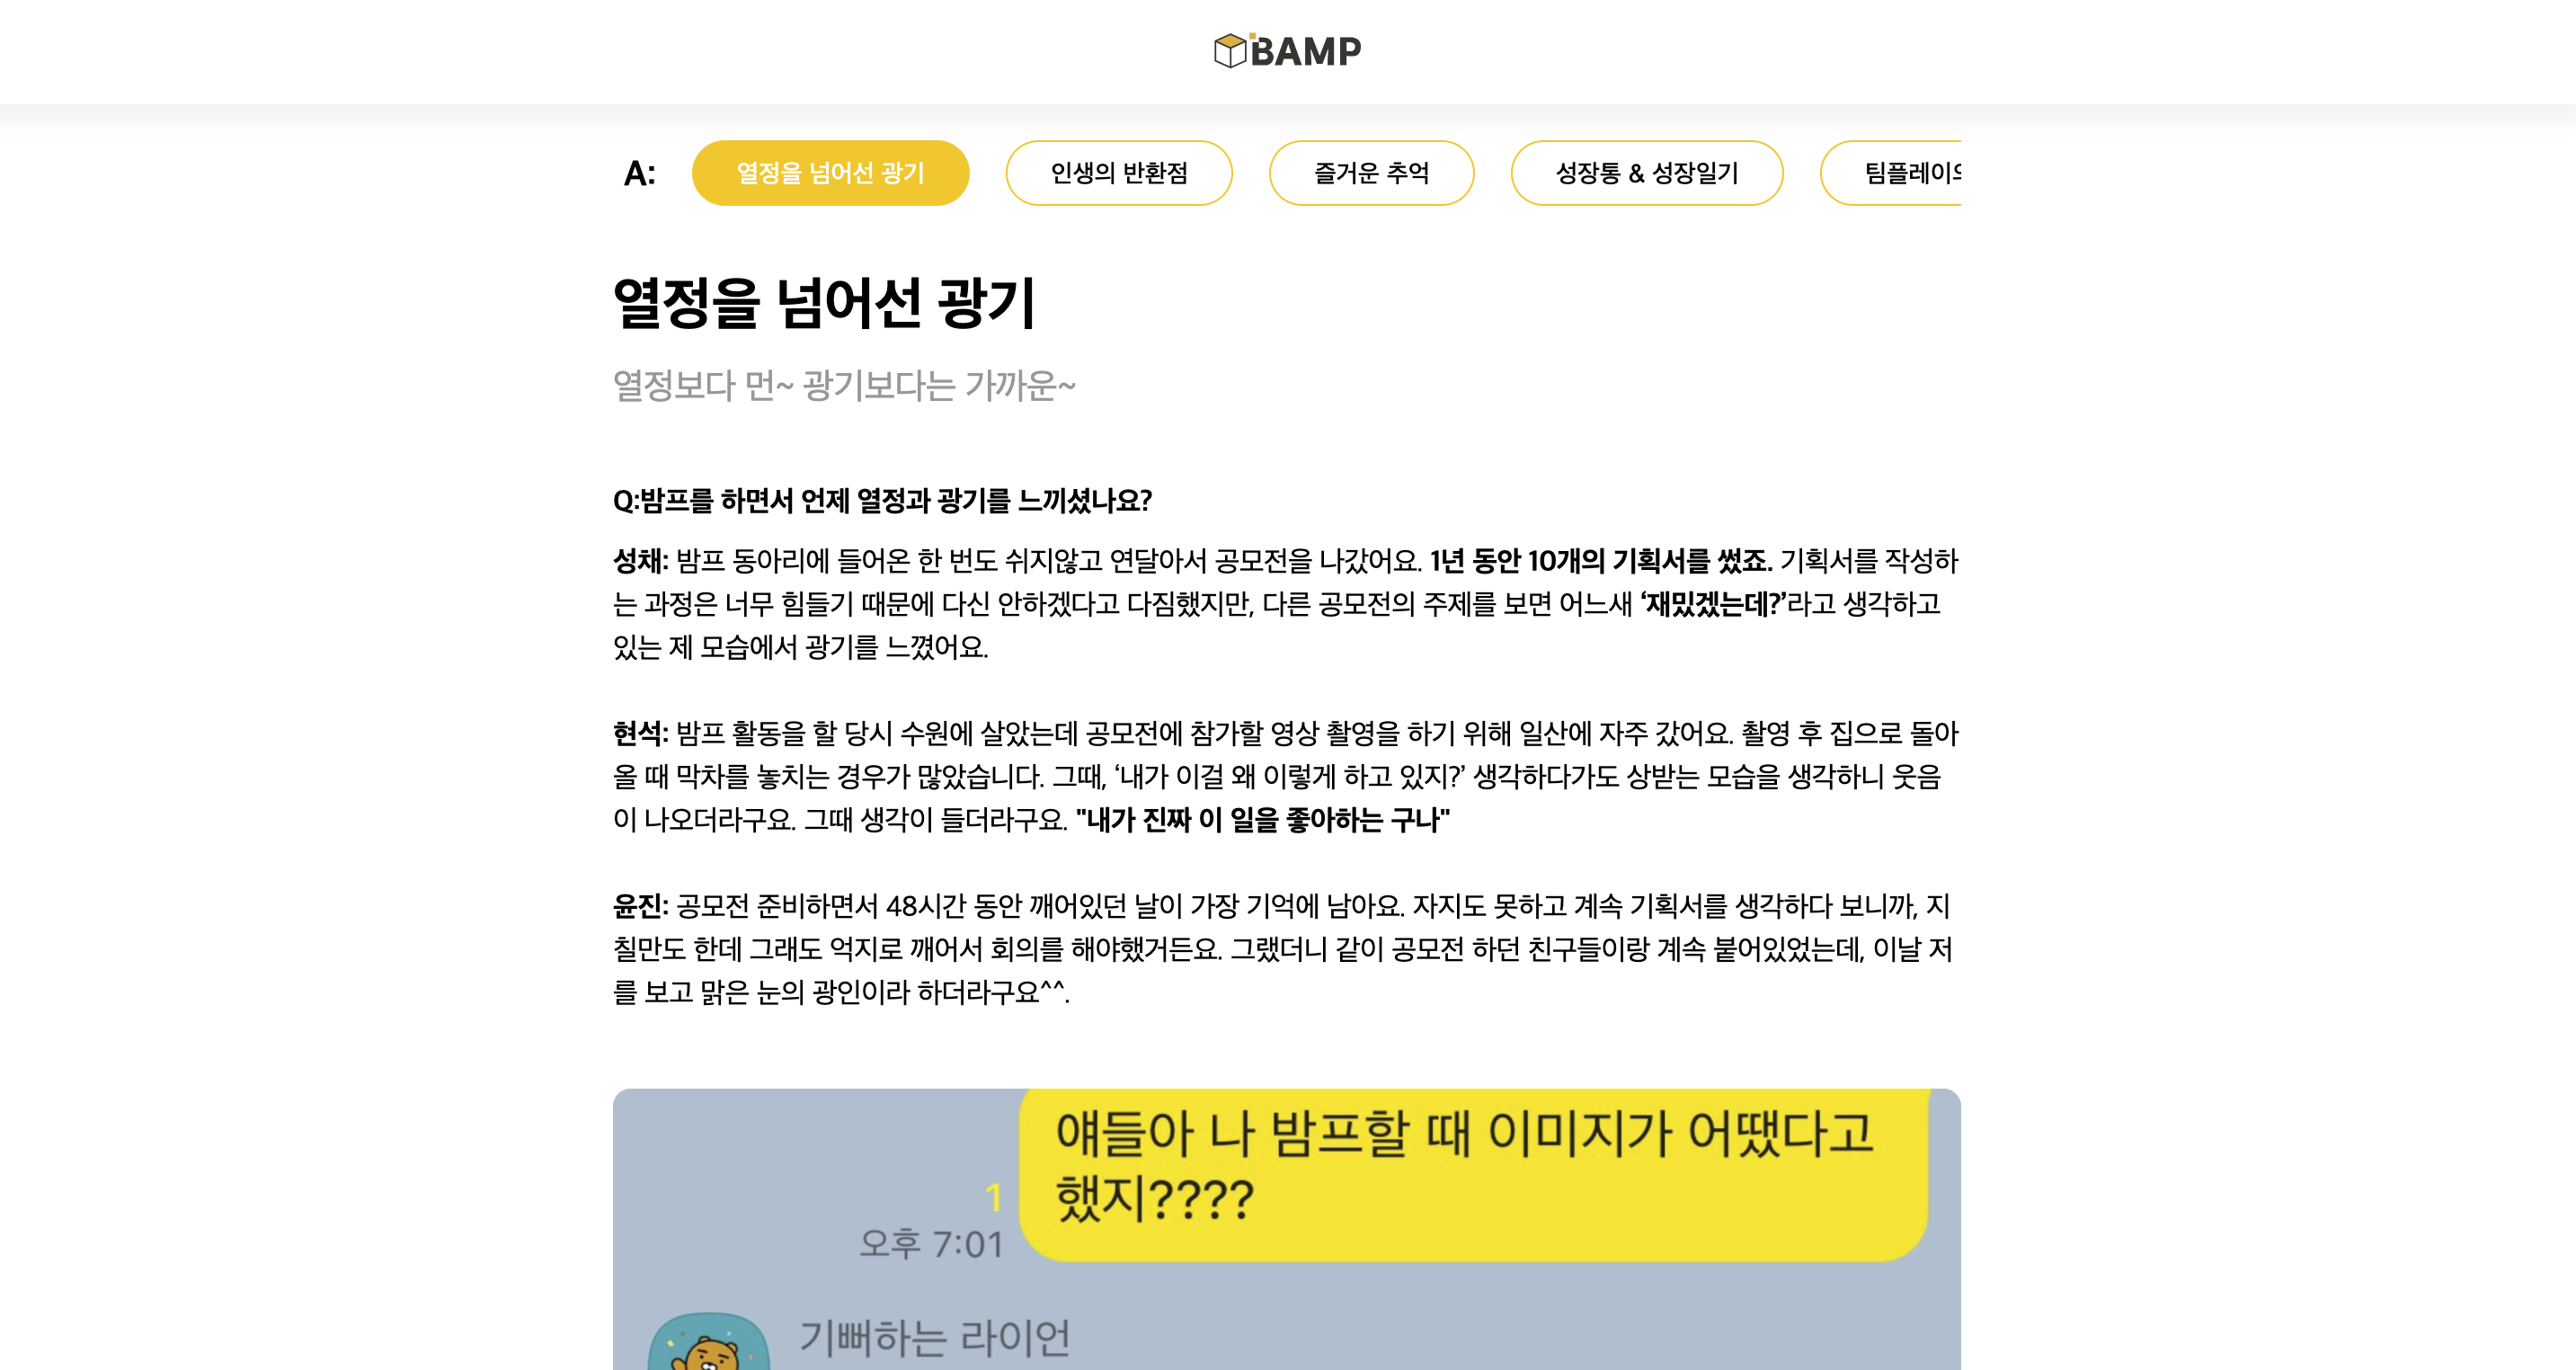 BAMP
A: 열정을 넘어선 광기 인생의 반환점 즐거운 추억 성장통 & 성장일기 팀플레이의
열정을 넘어선 광기
열정보다 먼~ 광기보다는 가까운~
Q:밤프를 하면서 언제 열정과 광기를 느끼셨나요?
성채: 밤프 동아리에 들어온 한 번도 쉬지않고 연달아서 공모전을 나갔어요. 1년 동안 10개의 기획서를 썼죠. 기획서를 작성하
는 과정은 너무 힘들기 때문에 다신 안하겠다고 다짐했지만, 다른 공모전의 주제를 보면 어느새 ‘재밌겠는데?’라고 생각하고
있는 제 모습에서 광기를 느꼈어요.
현석: 밤프 활동을 할 당시 수원에 살았는데 공모전에 참가할 영상 촬영을 하기 위해 일산에 자주 갔어요. 촬영 후 집으로 돌아
올 때 막차를 놓치는 경우가 많았습니다. 그때, ‘내가 이걸 왜 이렇게 하고 있지?’ 생각하다가도 상받는 모습을 생각하니 웃음
이 나오더라구요. 그때 생각이 들더라구요. "내가 진짜 이 일을 좋아하는 구나"
윤진: 공모전 준비하면서 48시간 동안 깨어있던 날이 가장 기억에 남아요. 자지도 못하고 계속 기획서를 생각하다 보니까, 지
칠만도 한데 그래도 억지로 깨어서 회의를 해야했거든요. 그랬더니 같이 공모전 하던 친구들이랑 계속 붙어있었는데, 이날 저
를 보고 맑은 눈의 광인이라 하더라구요^^.
얘들아 나 밤프할 때 이미지가 어땠다고
했지????
1
오후 7:01
기뻐하는 라이언